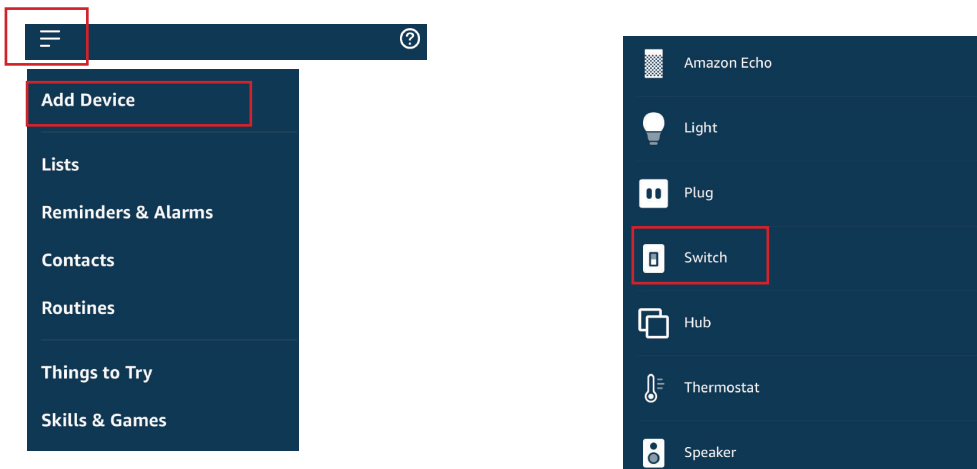 Add Device
Lists
Reminders & Alarms
Contacts
Routines
Things to Try
Skills & Games
Amazon Echo
Light
Plug
Switch
Hub
Thermostat
Speaker